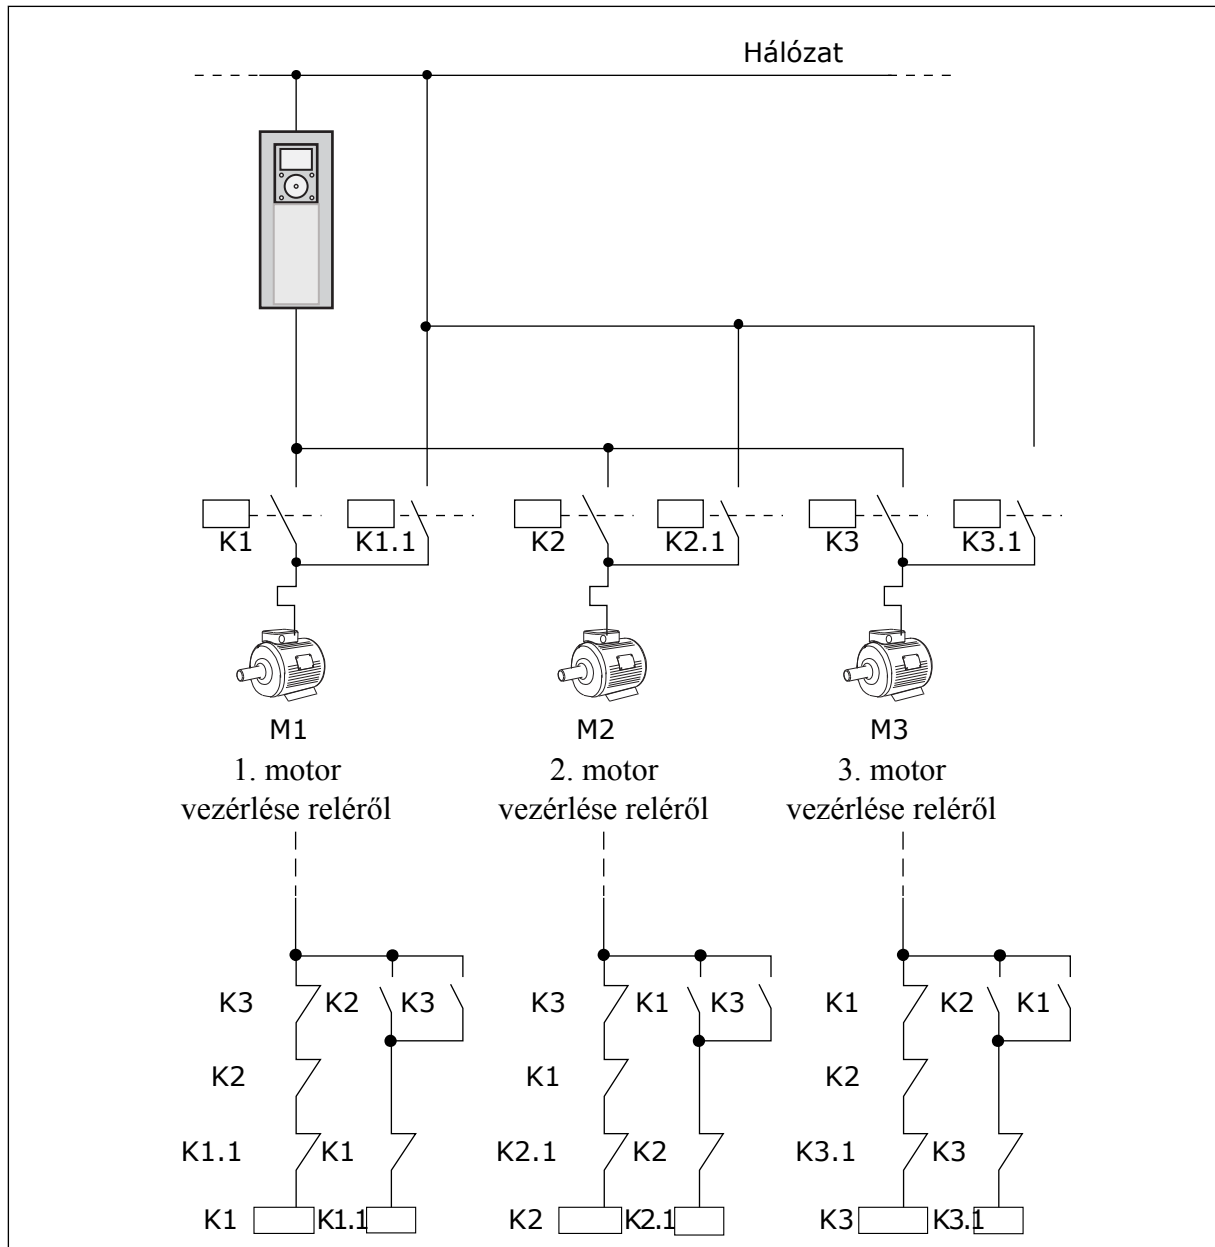 Hálózat
K1 K1.1 K2 K2.1 K3 K3.1
M1 M2 M3
1. motor 2. motor 3. motor
vezérlése reléről vezérlése reléről vezérlése reléről
K3 K2 K3 K3 K1 K3 K1 K2 K1
K2 K1 K2
K1.1 K1 K2.1 K2 K3.1 K3
K1 K1.1 K2 K2.1 K3 K3.1